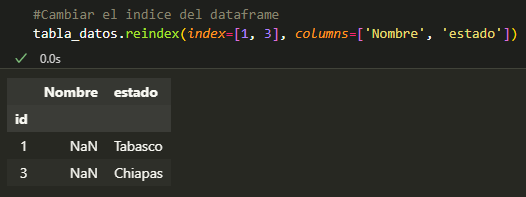 #Cambiar el indice del dataframe
tabla_datos.reindex(index=[1, 3], columns=['Nombre', 'estado'])
0.0s
Nombre estado
id
1 NaN Tabasco
3 NaN Chiapas